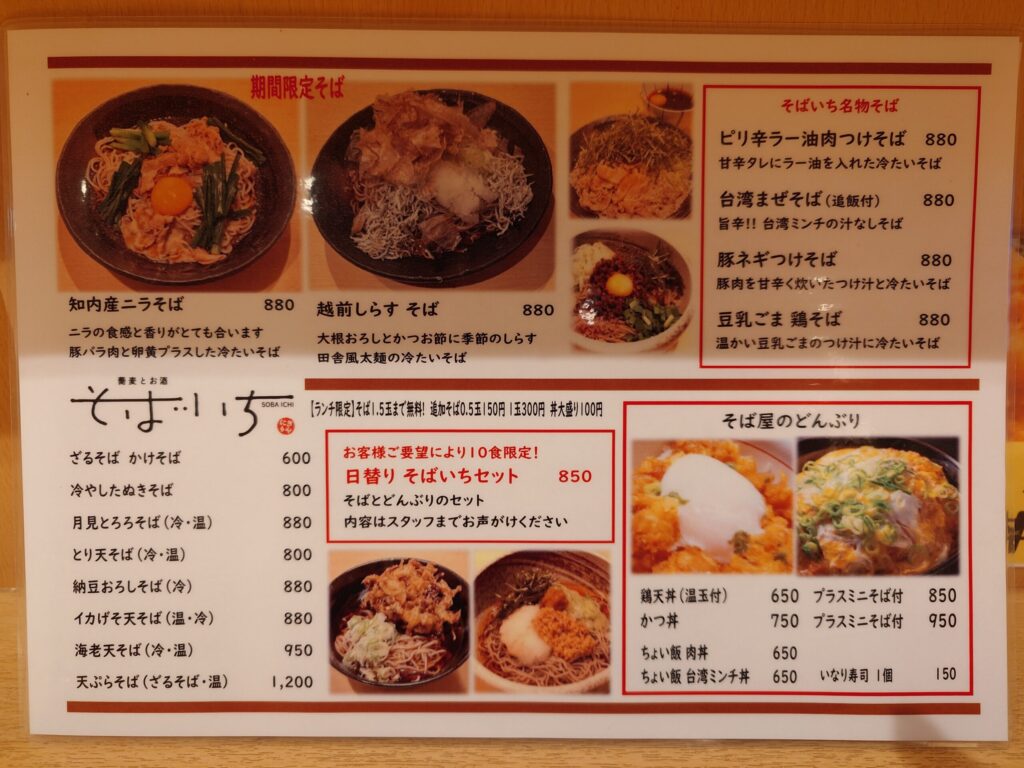 期間限定そば
知内産ニラそば 880
ニラの食感と香りがとても合います
豚バラ肉と卵黄プラスした冷たいそば
越前しらす そば 880
大根おろしとかつお節に季節のしらす
田舎風太麺の冷たいそば
そばいち名物そば
ピリ辛ラー油肉つけそば 880
甘辛タレにラー油を入れた冷たいそば
台湾まぜそば(追飯付) 880
旨辛!! 台湾ミンチの汁なしそば
豚ネギつけそば 880
豚肉を甘辛く炊いたつけ汁と冷たいそば
豆乳ごま 鶏そば 880
温かい豆乳ごまのつけ汁に冷たいそば
蕎麦とお酒
そばいち
SOBA ICHI
ざるそば かけそば 600
冷やしたぬきそば 800
月見とろろそば(冷・温) 880
とり天そば(冷・温) 800
納豆おろしそば(冷) 880
イカげそ天そば(温・冷) 880
海老天そば(冷・温) 950
天ぷらそば(ざるそば・温) 1,200
【ランチ限定】そば1.5玉まで無料! 追加そば0.5玉150円 1玉300円 丼大盛り100円
お客様ご要望により10食限定!
日替り そばいちセット 850
そばとどんぶりのセット
内容はスタッフまでお声がけください
そば屋のどんぶり
鶏天丼(温玉付) 650 プラスミニそば付 850
かつ丼 750 プラスミニそば付 950
ちょい飯 肉丼 650
ちょい飯 台湾ミンチ丼 650 いなり寿司 1個 150